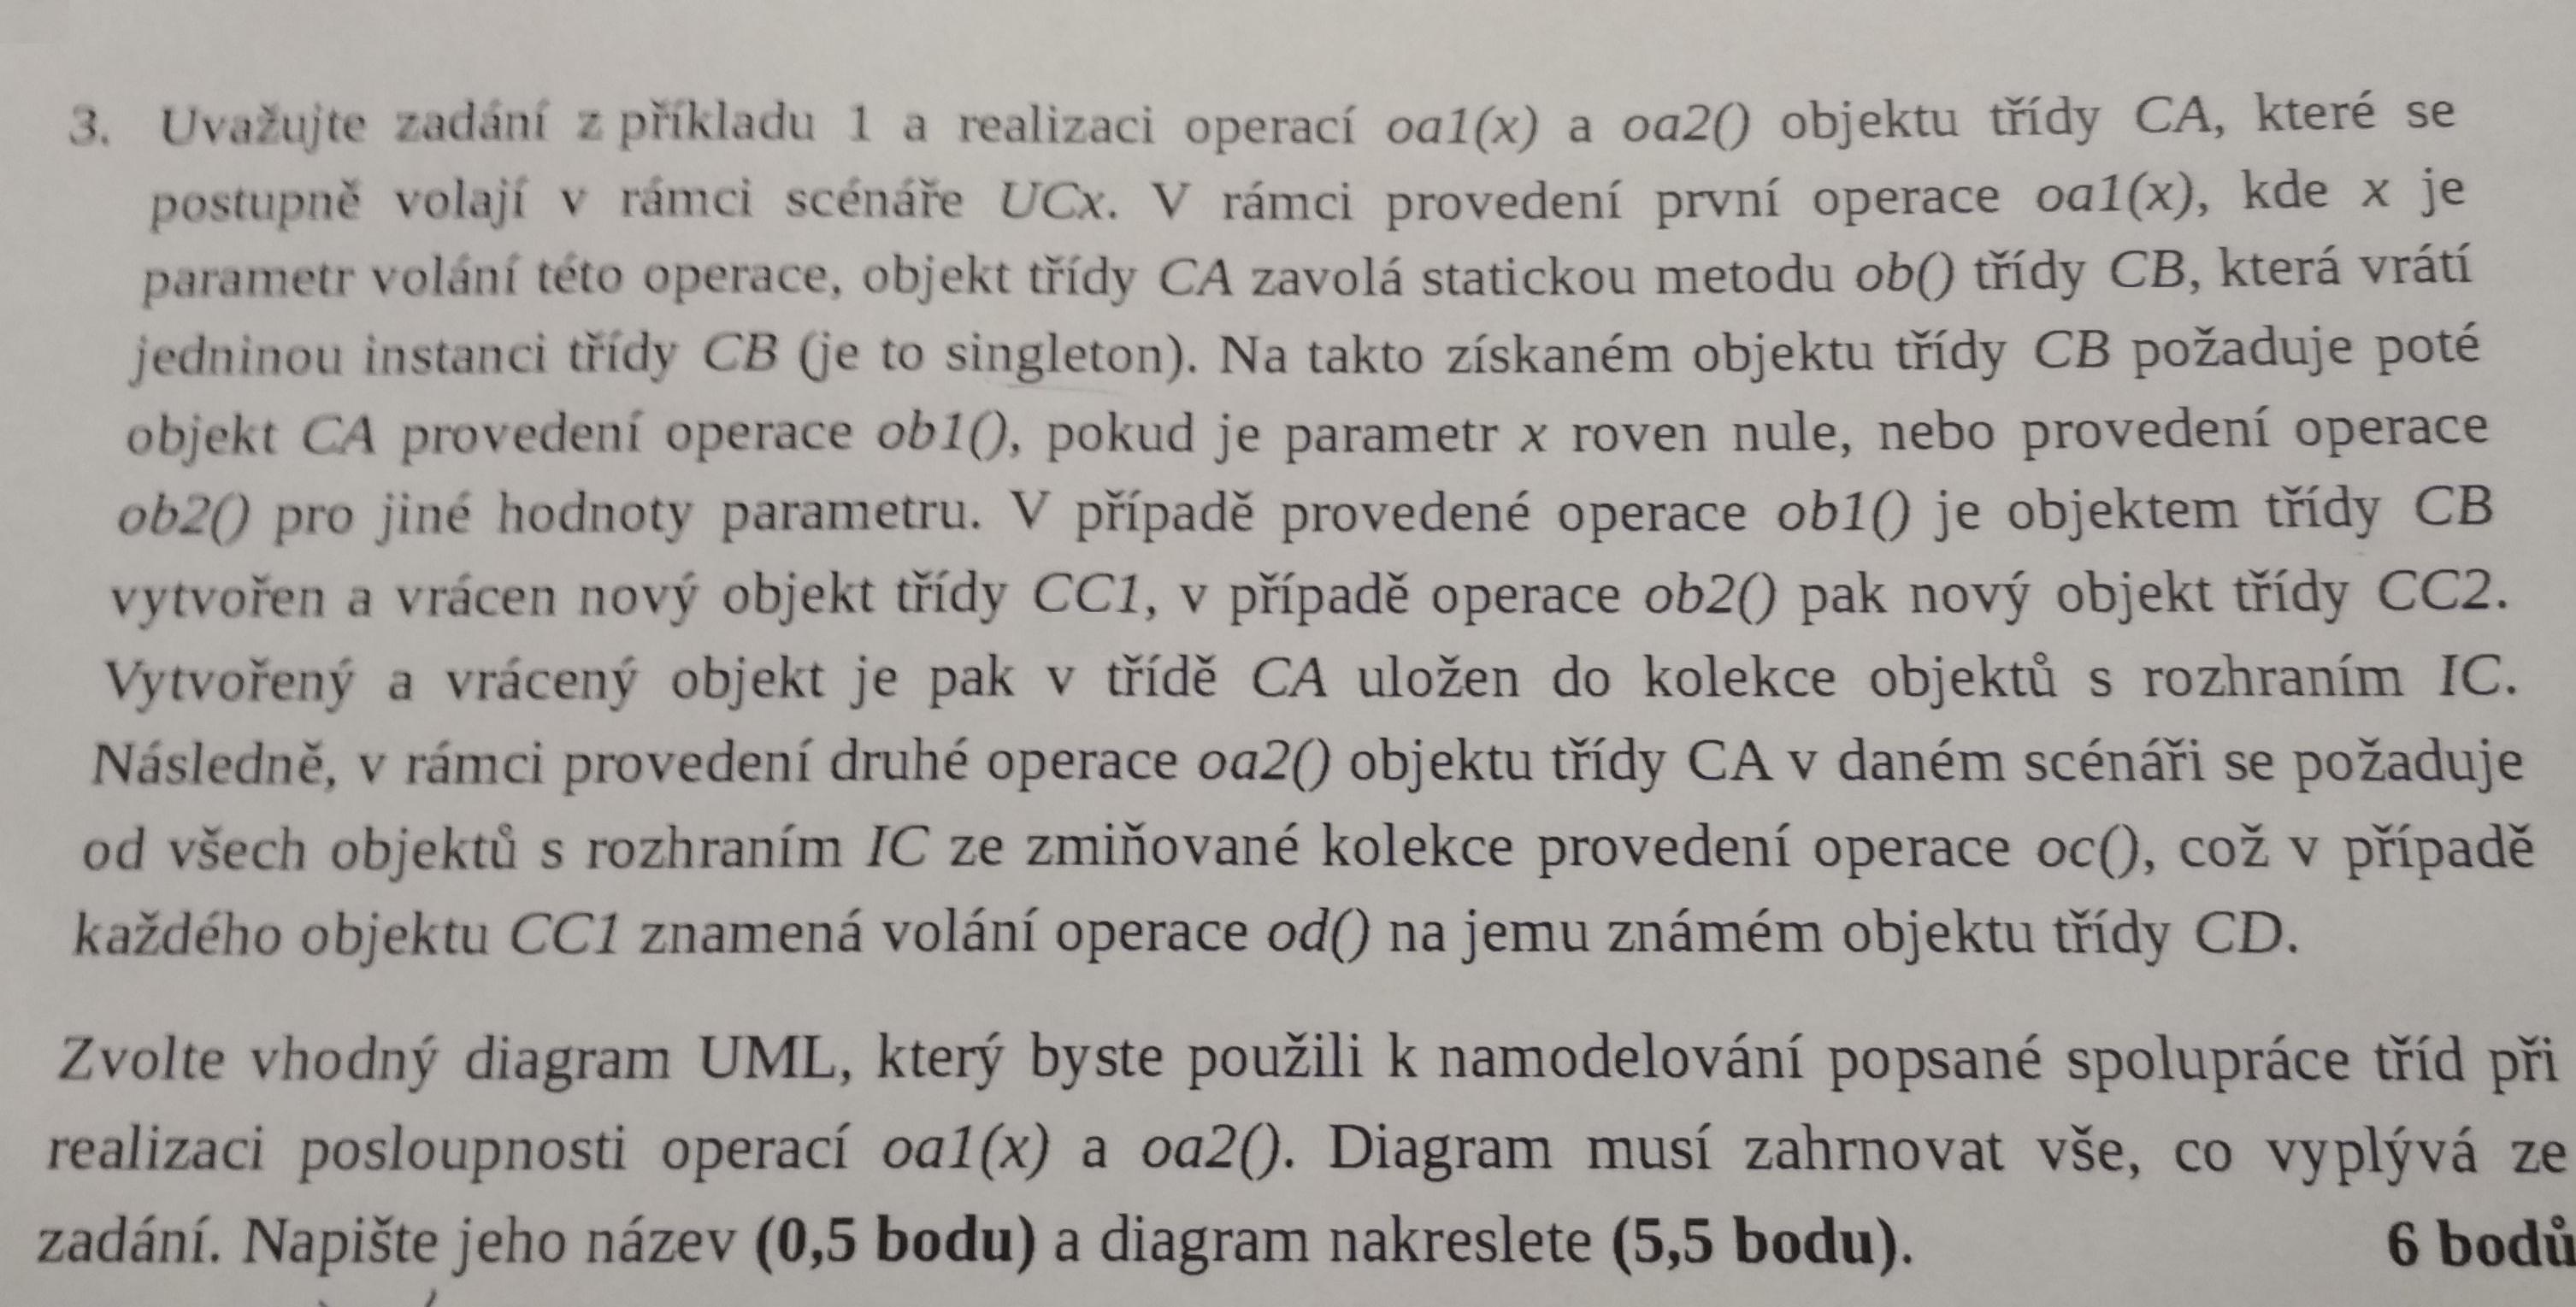 3. Uvažujte zadání z příkladu 1 a realizaci operací oa1(x) a oa2() objektu třídy CA, které se
postupně volají v rámci scénáře UCx. V rámci provedení první operace oa1(x), kde x je
parametr volání této operace, objekt třídy CA zavolá statickou metodu ob() třídy CB, která vrátí
jedninou instanci třídy CB (je to singleton). Na takto získaném objektu třídy CB požaduje poté
objekt CA provedení operace ob1(), pokud je parametr x roven nule, nebo provedení operace
ob2() pro jiné hodnoty parametru. V případě provedené operace ob1() je objektem třídy CB
vytvořen a vrácen nový objekt třídy CC1, v případě operace ob2() pak nový objekt třídy CC2.
Vytvořený a vrácený objekt je pak v třídě CA uložen do kolekce objektů s rozhraním IC.
Následně, v rámci provedení druhé operace oa2() objektu třídy CA v daném scénáři se požaduje
od všech objektů s rozhraním IC ze zmiňované kolekce provedení operace oc(), což v případě
každého objektu CC1 znamená volání operace od() na jemu známém objektu třídy CD.
Zvolte vhodný diagram UML, který byste použili k namodelování popsané spolupráce tříd při
realizaci posloupnosti operací oa1(x) a oa2(). Diagram musí zahrnovat vše, co vyplývá ze
zadání. Napište jeho název (0,5 bodu) a diagram nakreslete (5,5 bodu). 6 bodů